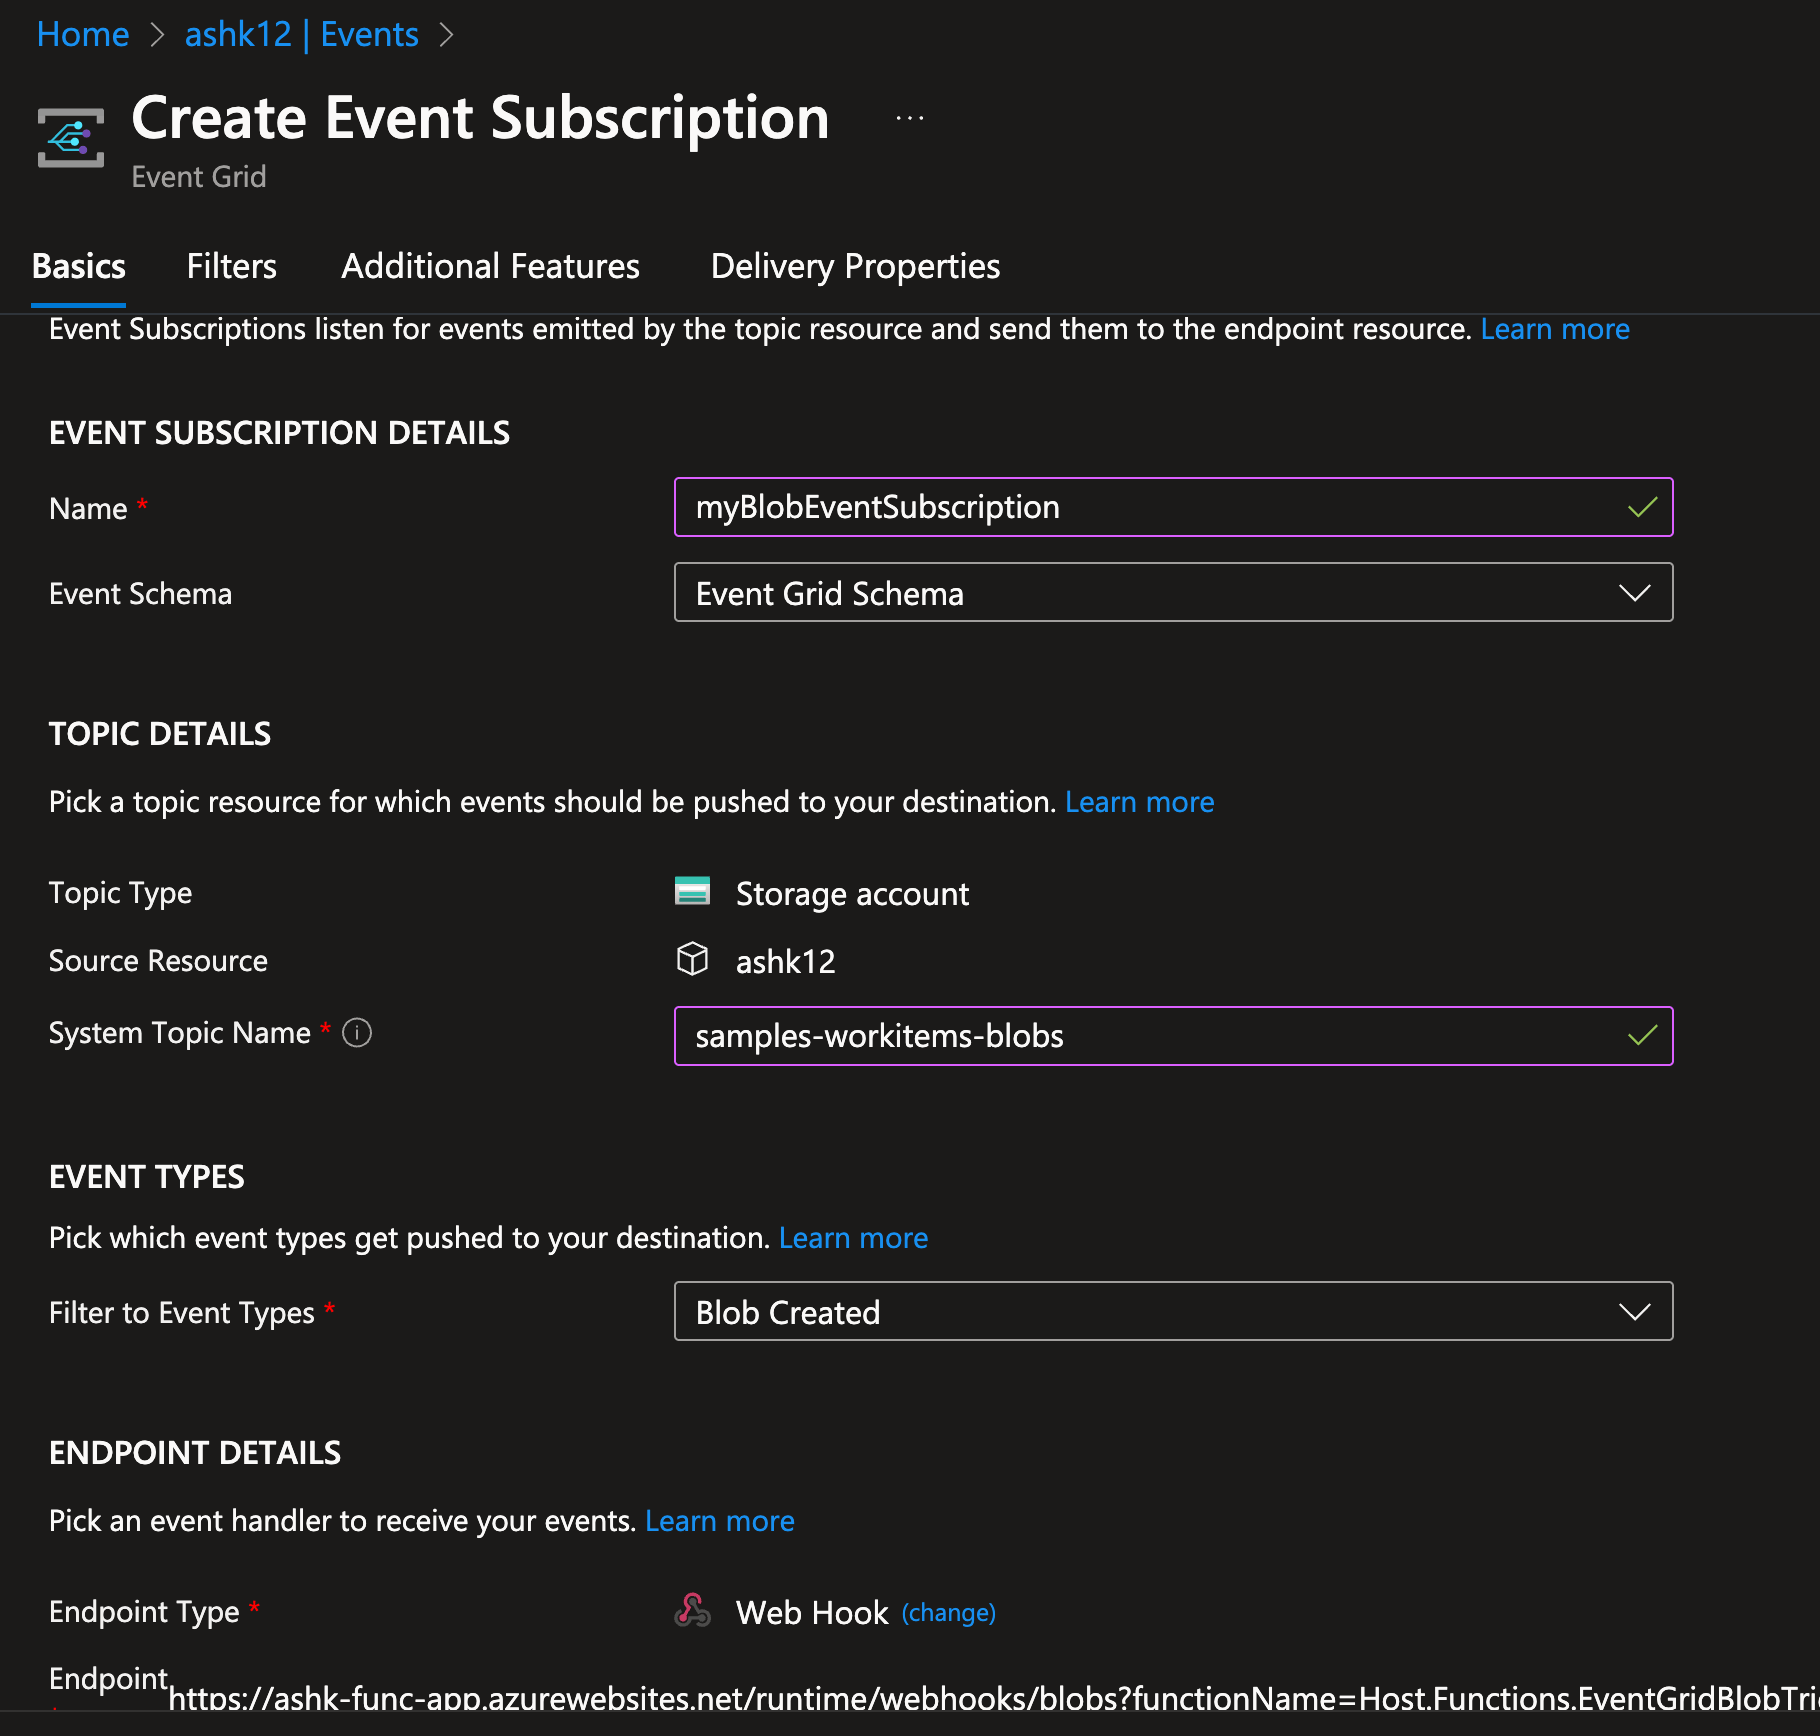 Home > ashk12 | Events >
Create Event Subscription ...
Event Grid
Basics Filters Additional Features Delivery Properties
Event Subscriptions listen for events emitted by the topic resource and send them to the endpoint resource. Learn more
EVENT SUBSCRIPTION DETAILS
Name * myBlobEventSubscription
Event Schema Event Grid Schema
TOPIC DETAILS
Pick a topic resource for which events should be pushed to your destination. Learn more
Topic Type Storage account
Source Resource ashk12
System Topic Name * samples-workitems-blobs
EVENT TYPES
Pick which event types get pushed to your destination. Learn more
Filter to Event Types * Blob Created
ENDPOINT DETAILS
Pick an event handler to receive your events. Learn more
Endpoint Type * Web Hook (change)
Endpoint https://ashk-func-app.azurewebsites.net/runtime/webhooks/blobs?functionName=Host.Functions.EventGridBlobTri